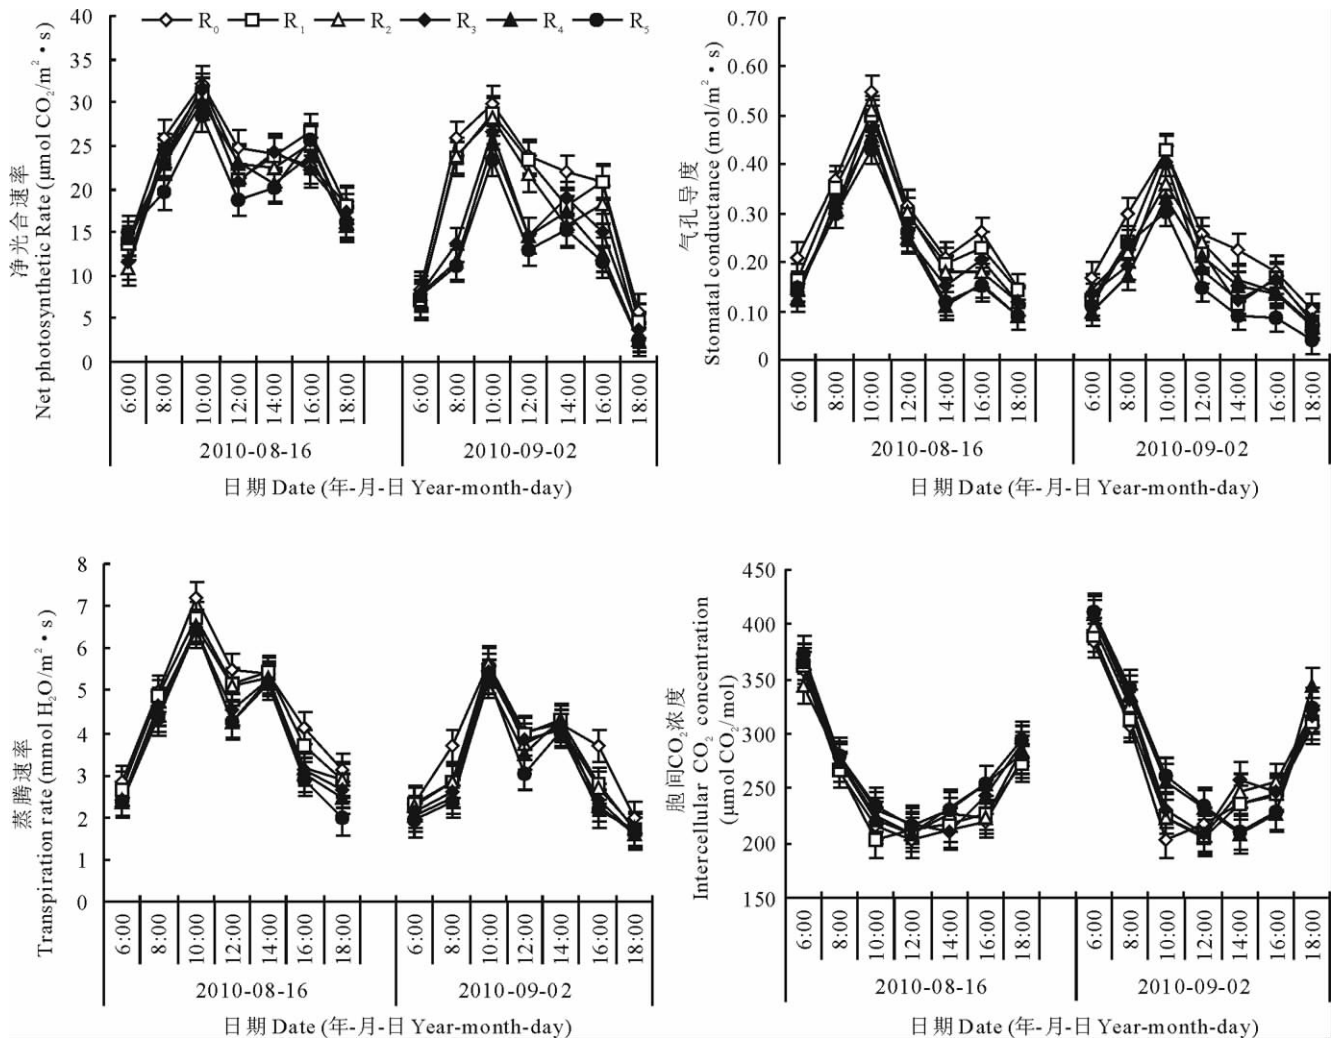 R₀ R₁ R₂ R₃ R₄ R₅
净光合速率
Net photosynthetic Rate (μmol CO₂/m²•s)
40
35
30
25
20
15
10
5
0
6:00 8:00 10:00 12:00 14:00 16:00 18:00 6:00 8:00 10:00 12:00 14:00 16:00 18:00
2010-08-16 2010-09-02
日期 Date (年-月-日 Year-month-day)
气孔导度
Stomatal conductance (mol/m²•s)
0.70
0.60
0.50
0.40
0.30
0.20
0.10
0
6:00 8:00 10:00 12:00 14:00 16:00 18:00 6:00 8:00 10:00 12:00 14:00 16:00 18:00
2010-08-16 2010-09-02
日期 Date (年-月-日 Year-month-day)
蒸腾速率
Transpiration rate (mmol H₂O/m²•s)
8
7
6
5
4
3
2
1
0
6:00 8:00 10:00 12:00 14:00 16:00 18:00 6:00 8:00 10:00 12:00 14:00 16:00 18:00
2010-08-16 2010-09-02
日期 Date (年-月-日 Year-month-day)
胞间CO₂浓度
Intercellular CO₂ concentration
(μmol CO₂/mol)
450
400
350
300
250
200
150
6:00 8:00 10:00 12:00 14:00 16:00 18:00 6:00 8:00 10:00 12:00 14:00 16:00 18:00
2010-08-16 2010-09-02
日期 Date (年-月-日 Year-month-day)